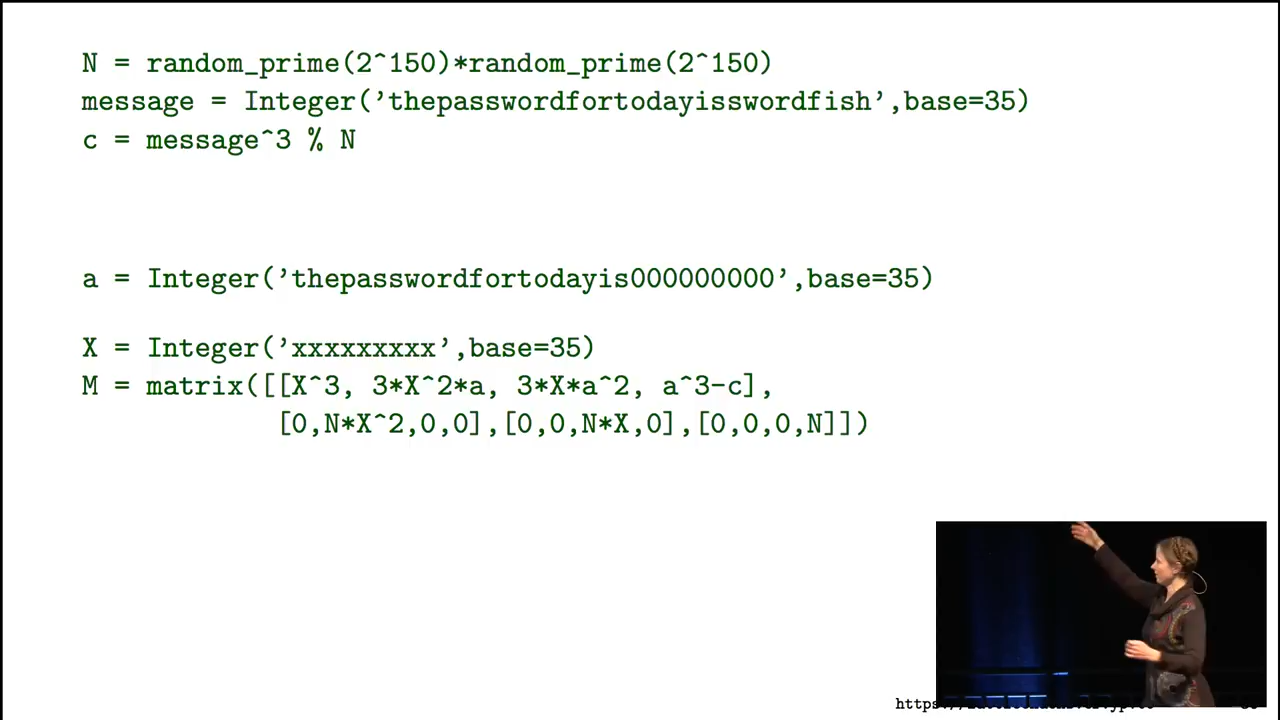 N = random_prime(2^150)*random_prime(2^150)
message = Integer('thepasswordfortodayisswordfish',base=35)
c = message^3 % N
a = Integer('thepasswordfortodayis000000000',base=35)
X = Integer('xxxxxxxxx',base=35)
M = matrix([[X^3, 3*X^2*a, 3*X*a^2, a^3-c],
[0,N*X^2,0,0],[0,0,N*X,0],[0,0,0,N]])